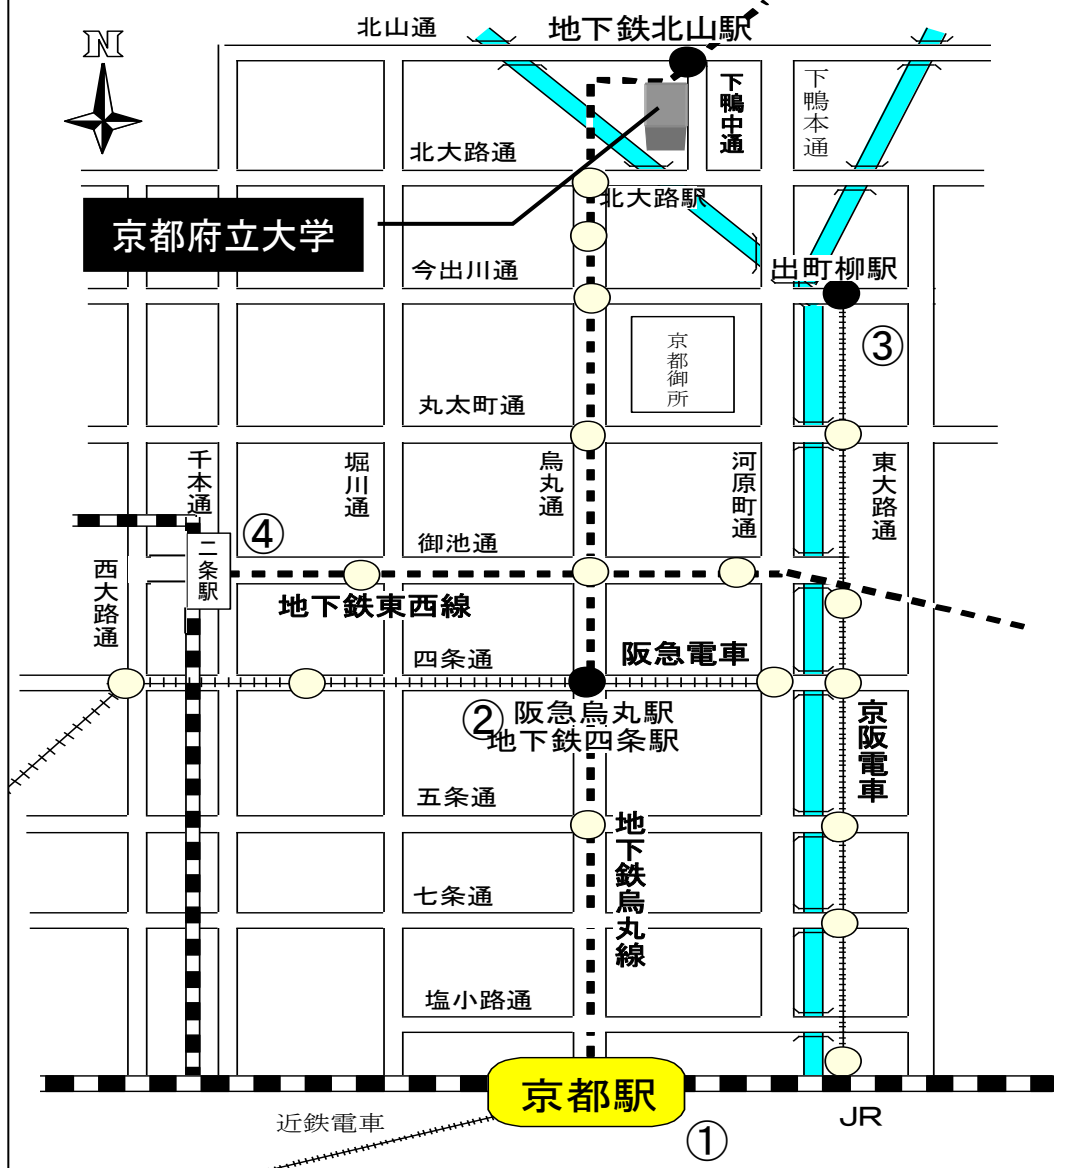 北山通
地下鉄北山駅
N
下鴨中通
下鴨本通
北大路通
北大路駅
京都府立大学
今出川通
出町柳駅
③
京都御所
丸太町通
千本通
堀川通
烏丸通
河原町通
東大路通
④
御池通
二条駅
西大路通
地下鉄東西線
四条通
阪急電車
②
阪急烏丸駅
地下鉄四条駅
京阪電車
五条通
地下鉄烏丸線
七条通
塩小路通
京都駅
近鉄電車
JR
①